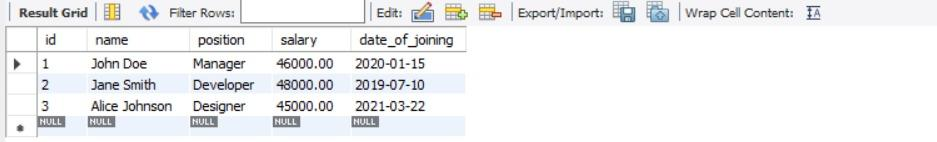 Result Grid Filter Rows: Edit: Export/Import: Wrap Cell Content: IA
id name position salary date_of_joining
1 John Doe Manager 46000.00 2020-01-15
2 Jane Smith Developer 48000.00 2019-07-10
3 Alice Johnson Designer 45000.00 2021-03-22
NULL NULL NULL NULL NULL